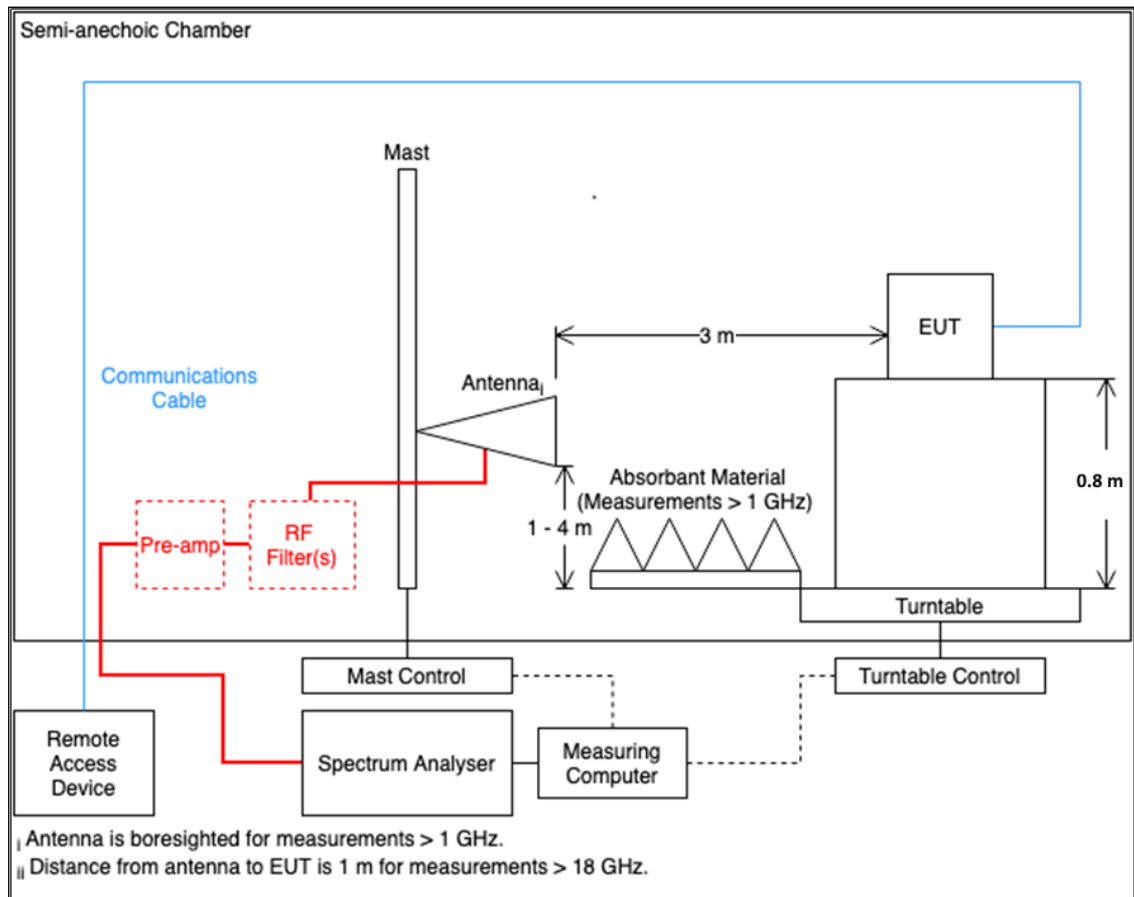 Semi-anechoic Chamber
Mast
EUT
3 m
Communications
Cable
Antennai
Absorbant Material
(Measurements > 1 GHz)
0.8 m
1 - 4 m
Pre-amp
RF
Filter(s)
Turntable
Mast Control
Turntable Control
Remote
Access
Device
Spectrum Analyser
Measuring
Computer
i Antenna is boresighted for measurements > 1 GHz.
ii Distance from antenna to EUT is 1 m for measurements > 18 GHz.